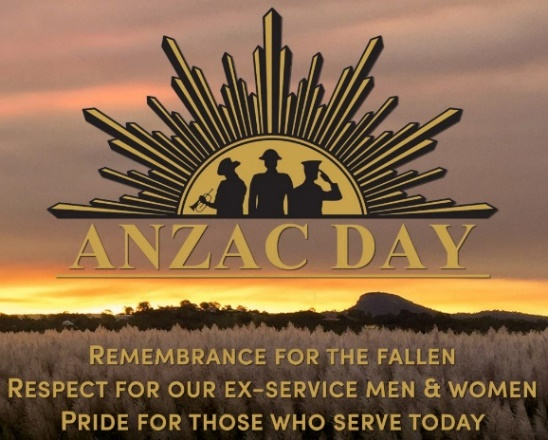 ANZAC DAY
REMEMBRANCE FOR THE FALLEN
RESPECT FOR OUR EX-SERVICE MEN & WOMEN
PRIDE FOR THOSE WHO SERVE TODAY